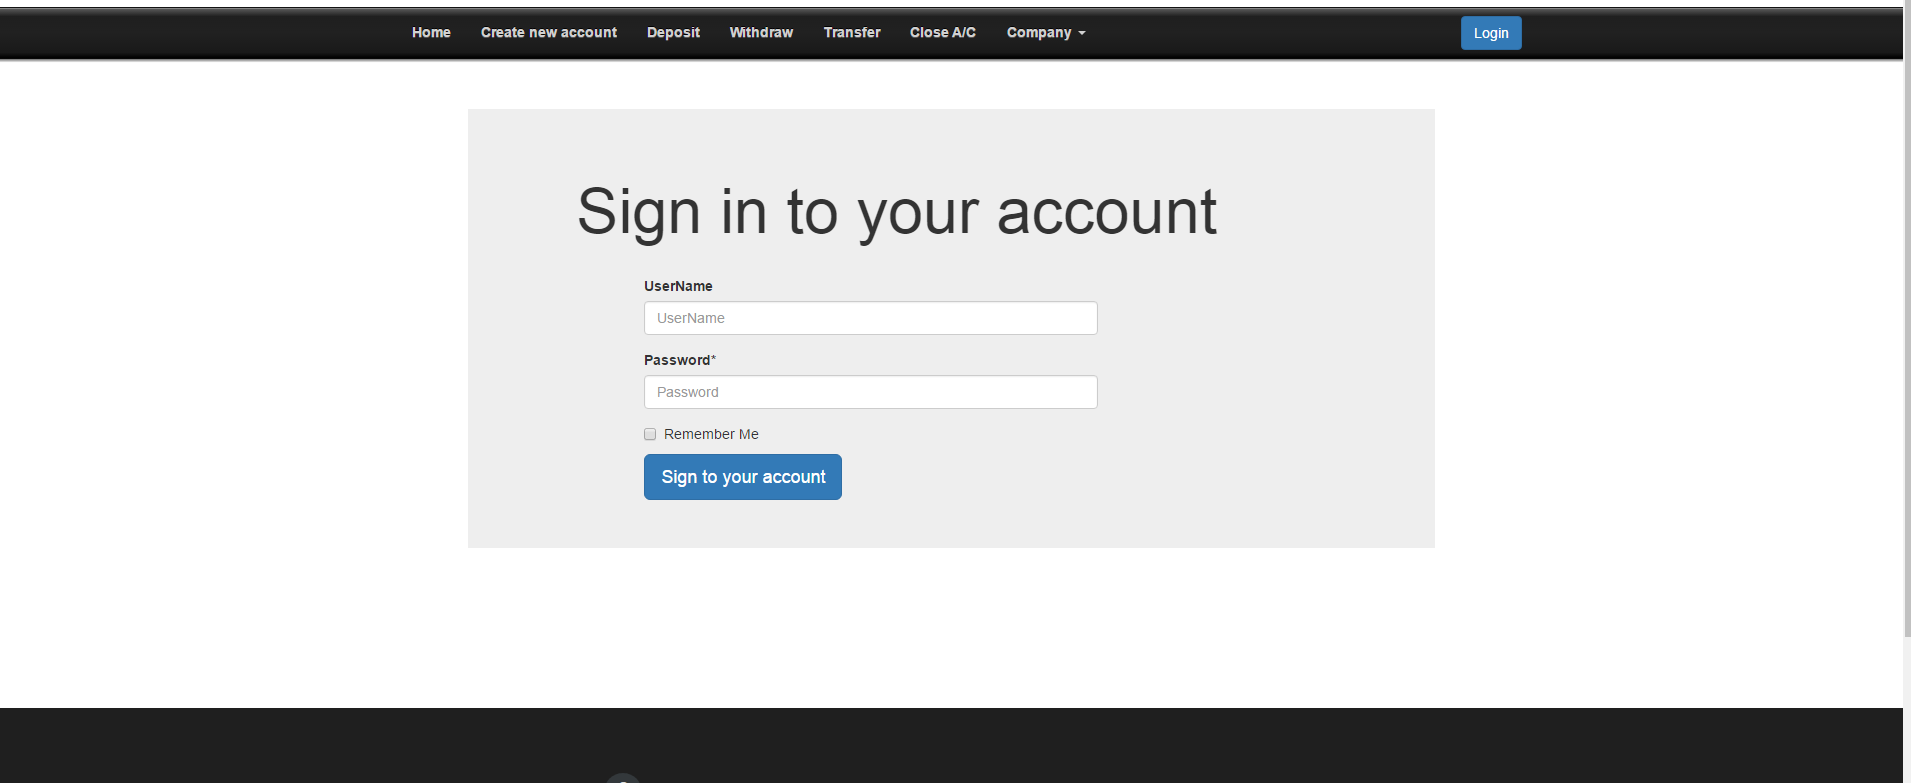 Home Create new account Deposit Withdraw Transfer Close A/C Company Login
Sign in to your account
UserName
UserName
Password*
Password
Remember Me
Sign to your account